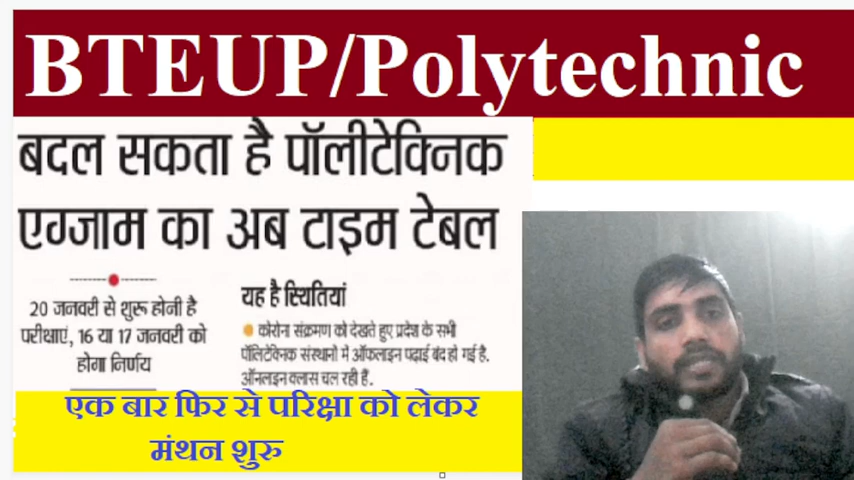 BTEUP/Polytechnic
बदल सकता है पॉलीटेक्निक
एग्जाम का अब टाइम टेबल
20 जनवरी से शुरू होनी है
परीक्षाएं, 16 या 17 जनवरी को
होगा निर्णय
यह है स्थितियां
कोरोना संक्रमण को देखते हुए प्रदेश के सभी
पॉलिटेक्निक संस्थानों में ऑफलाइन पढ़ाई बंद हो गई है.
ऑनलाइन क्लास चल रही हैं.
एक बार फिर से परिक्षा को लेकर
मंथन शुरु